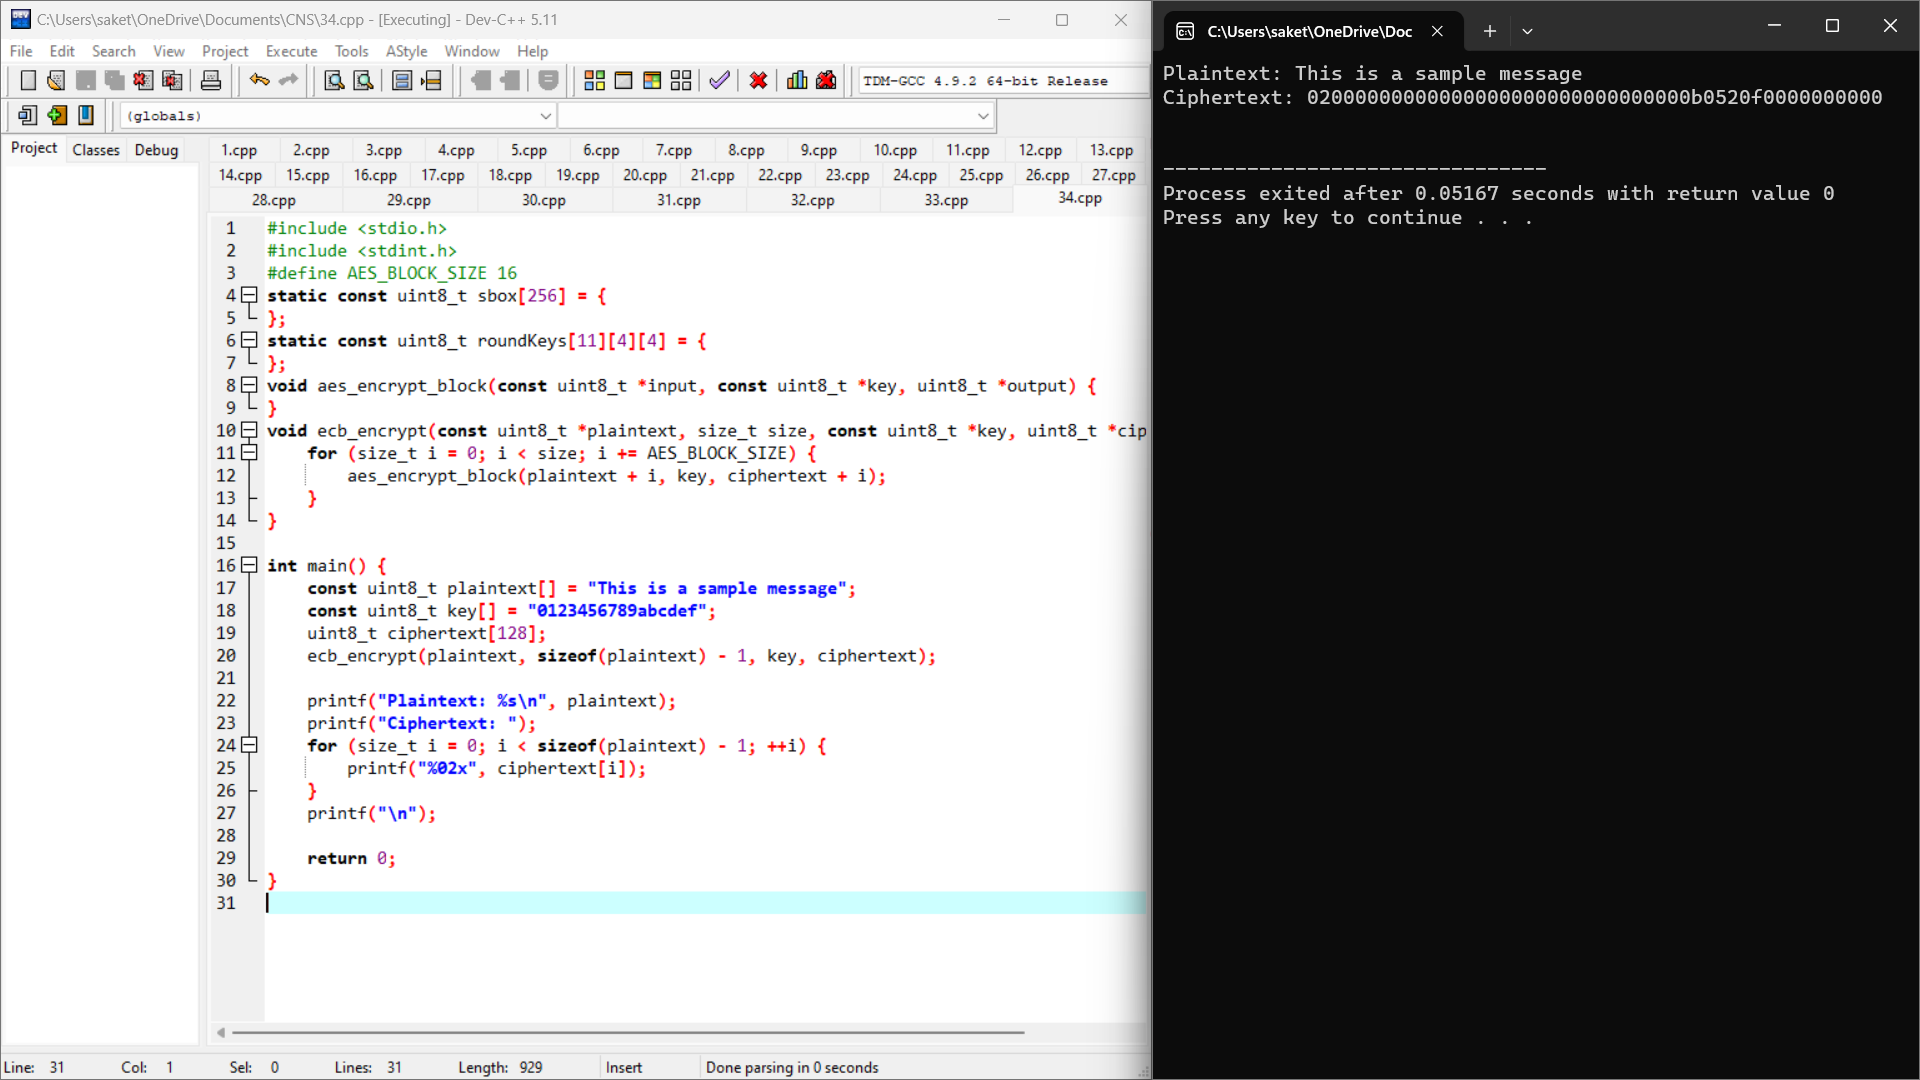 C:\Users\saket\OneDrive\Documents\CNS\34.cpp - [Executing] - Dev-C++ 5.11
File Edit Search View Project Execute Tools AStyle Window Help
TDM-GCC 4.9.2 64-bit Release
(globals)
Project Classes Debug
1.cpp 2.cpp 3.cpp 4.cpp 5.cpp 6.cpp 7.cpp 8.cpp 9.cpp 10.cpp 11.cpp 12.cpp 13.cpp
14.cpp 15.cpp 16.cpp 17.cpp 18.cpp 19.cpp 20.cpp 21.cpp 22.cpp 23.cpp 24.cpp 25.cpp 26.cpp 27.cpp
28.cpp 29.cpp 30.cpp 31.cpp 32.cpp 33.cpp 34.cpp
1 #include <stdio.h>
2 #include <stdint.h>
3 #define AES_BLOCK_SIZE 16
4 static const uint8_t sbox[256] = {
5 };
6 static const uint8_t roundKeys[11][4][4] = {
7 };
8 void aes_encrypt_block(const uint8_t *input, const uint8_t *key, uint8_t *output) {
9 }
10 void ecb_encrypt(const uint8_t *plaintext, size_t size, const uint8_t *key, uint8_t *cip
11 for (size_t i = 0; i < size; i += AES_BLOCK_SIZE) {
12 aes_encrypt_block(plaintext + i, key, ciphertext + i);
13 }
14 }
15
16 int main() {
17 const uint8_t plaintext[] = "This is a sample message";
18 const uint8_t key[] = "0123456789abcdef";
19 uint8_t ciphertext[128];
20 ecb_encrypt(plaintext, sizeof(plaintext) - 1, key, ciphertext);
21
22 printf("Plaintext: %s\n", plaintext);
23 printf("Ciphertext: ");
24 for (size_t i = 0; i < sizeof(plaintext) - 1; ++i) {
25 printf("%02x", ciphertext[i]);
26 }
27 printf("\n");
28
29 return 0;
30 }
31
Line: 31 Col: 1 Sel: 0 Lines: 31 Length: 929 Insert Done parsing in 0 seconds
C:\Users\saket\OneDrive\Doc
Plaintext: This is a sample message
Ciphertext: 02000000000000000000000000000000b0520f0000000000
--------------------------------
Process exited after 0.05167 seconds with return value 0
Press any key to continue . . .